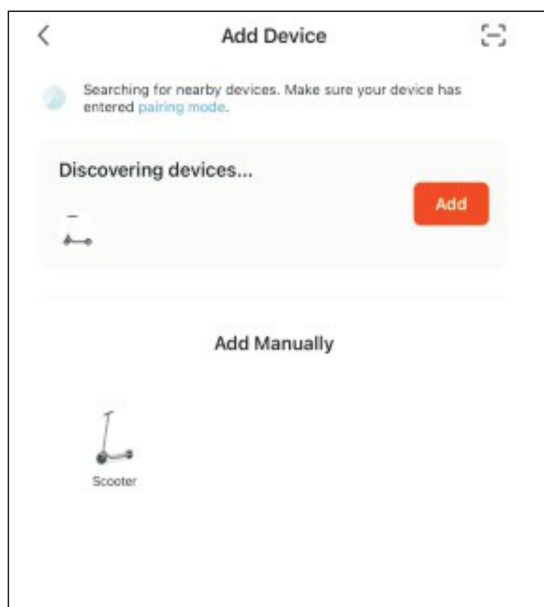 Add Device
Searching for nearby devices. Make sure your device has
entered pairing mode.
Discovering devices...
Add
Add Manually
Scooter